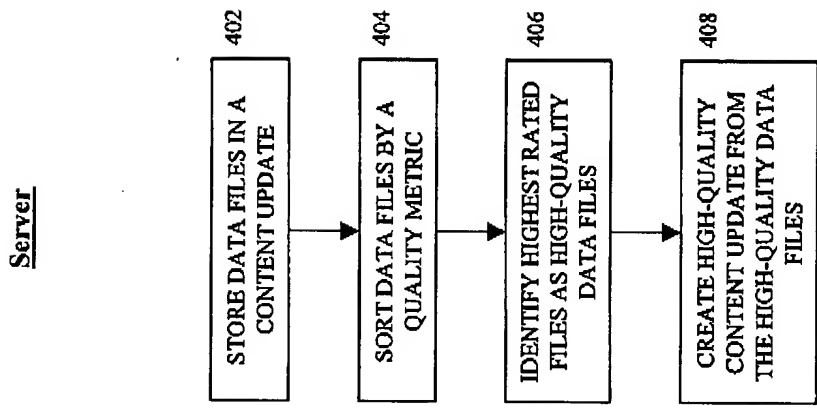 Server
402
STORE DATA FILES IN A
CONTENT UPDATE
404
SORT DATA FILES BY A
QUALITY METRIC
406
IDENTIFY HIGHEST RATED
FILES AS HIGH-QUALITY
DATA FILES
408
CREATE HIGH-QUALITY
CONTENT UPDATE FROM
THE HIGH-QUALITY DATA
FILES